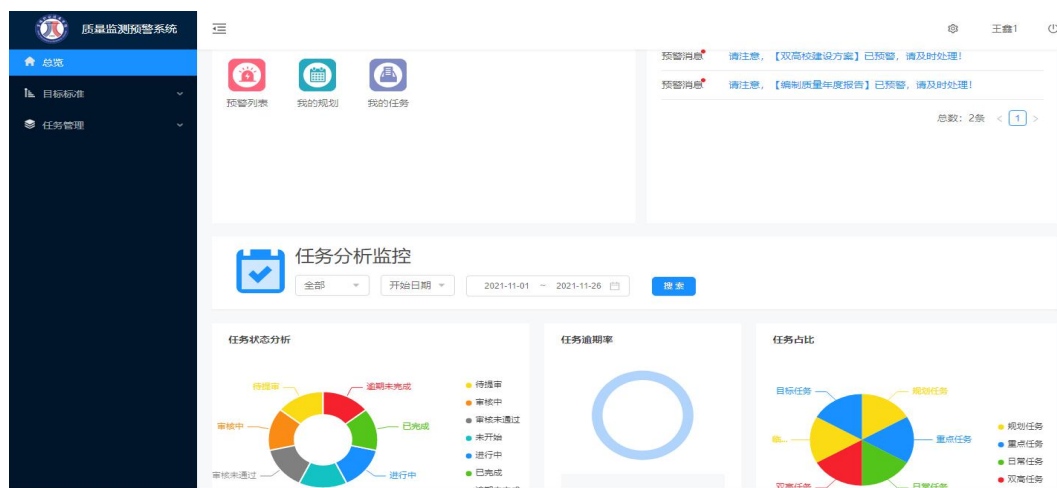 质量监测预警系统
王鑫1
总览
目标标准
任务管理
预警列表
我的规划
我的任务
预警消息
请注意，【双高校建设方案】已预警，请及时处理!
预警消息
请注意，【编制质量年度报告】已预警，请及时处理!
总数: 2条 < 1 >
任务分析监控
全部
开始日期
2021-11-01 ~ 2021-11-26
搜索
任务状态分析
待提审
逾期未完成
审核中
已完成
审核未通过
进行中
待提审
审核中
审核未通过
未开始
进行中
已完成
任务逾期率
任务占比
目标任务
规划任务
重点任务
双高任务
日常任务
规划任务
重点任务
日常任务
双高任务